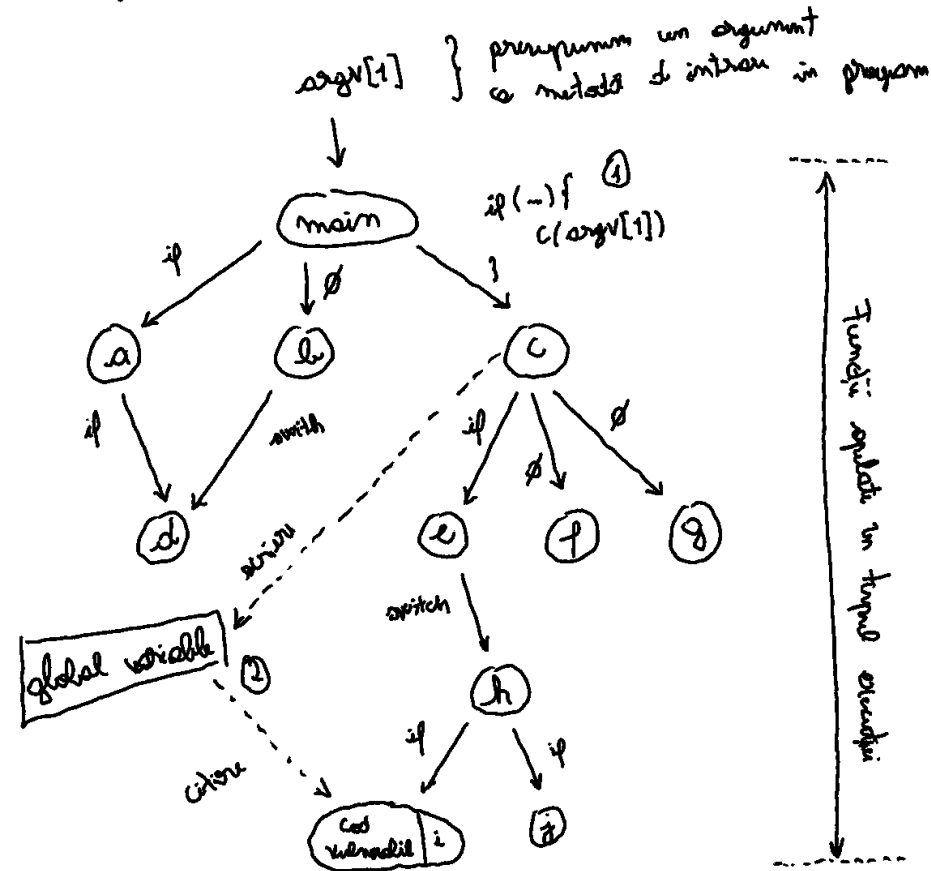 argv[1] } presupunem un argument
ca metodă de intrare în program
main
if (...) { ①
c(argv[1])
}
if
∅
a
b
c
if
switch
if
∅
∅
d
e
f
g
scriere
switch
global variable ②
h
citire
if
if
cod
vulnerabil
i
j
Funcții apelate în timpul execuției